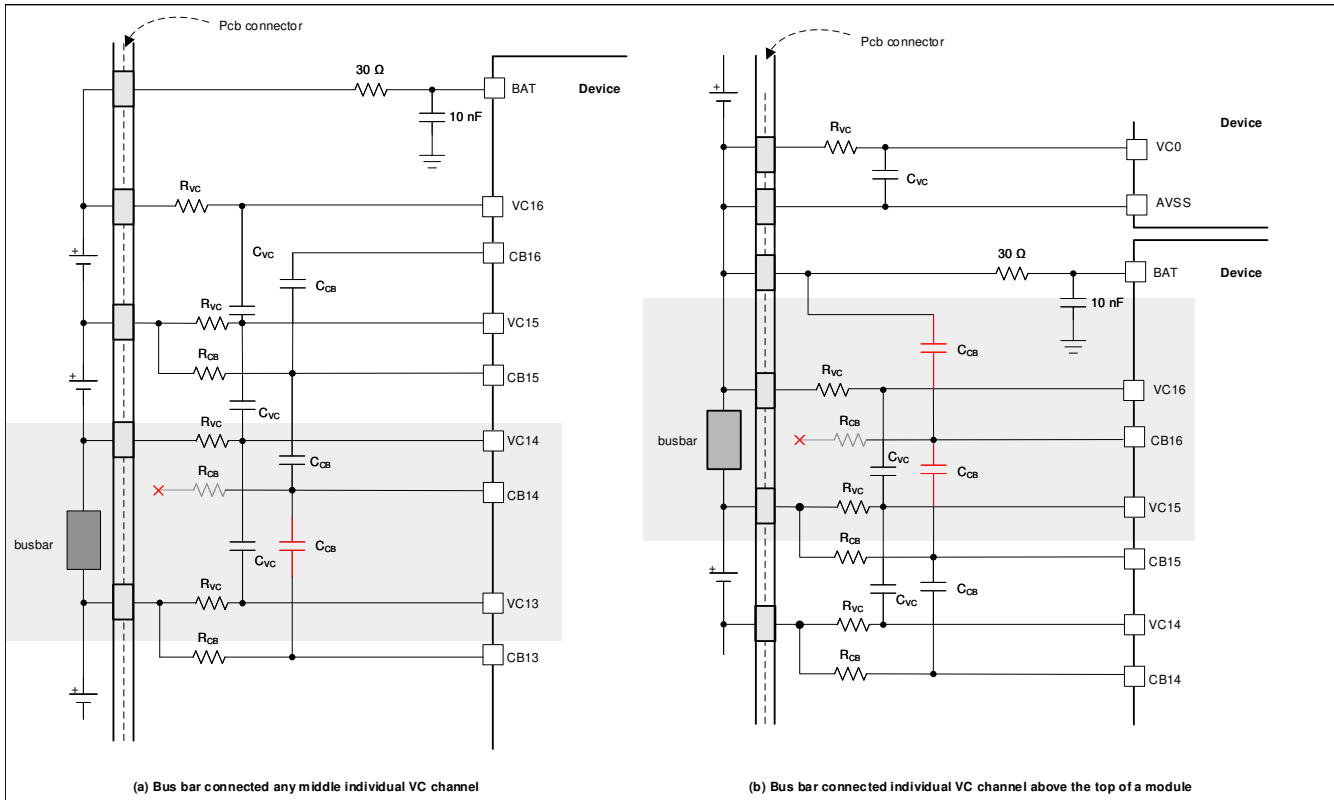 Pcb connector
30 Ω
BAT
Device
10 nF
RVC
VC16
CVC
CB16
CCB
RVC
VC15
RCB
CB15
CVC
RVC
VC14
CCB
RCB
CB14
busbar
CVC
CCB
RVC
VC13
RCB
CB13
+
+
+
(a) Bus bar connected any middle individual VC channel
Pcb connector
+
Device
RVC
VC0
CVC
AVSS
30 Ω
BAT
Device
10 nF
CCB
RVC
VC16
busbar
RCB
CB16
CVC
CCB
RVC
VC15
RCB
CB15
+
CVC
CCB
RVC
VC14
RCB
CB14
(b) Bus bar connected individual VC channel above the top of a module